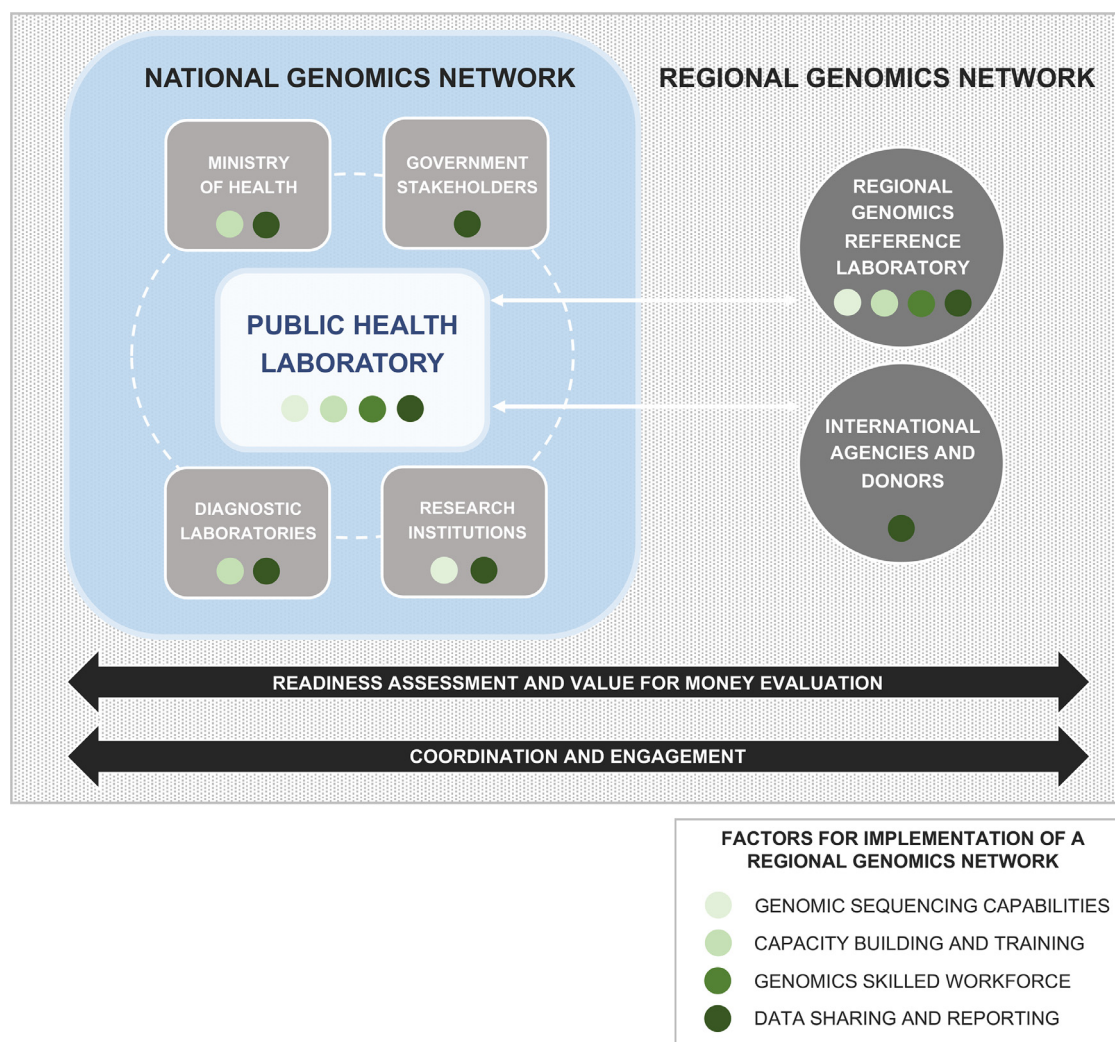 NATIONAL GENOMICS NETWORK
REGIONAL GENOMICS NETWORK
MINISTRY
OF HEALTH
GOVERNMENT
STAKEHOLDERS
PUBLIC HEALTH
LABORATORY
DIAGNOSTIC
LABORATORIES
RESEARCH
INSTITUTIONS
REGIONAL
GENOMICS
REFERENCE
LABORATORY
INTERNATIONAL
AGENCIES AND
DONORS
READINESS ASSESSMENT AND VALUE FOR MONEY EVALUATION
COORDINATION AND ENGAGEMENT
FACTORS FOR IMPLEMENTATION OF A
REGIONAL GENOMICS NETWORK
GENOMIC SEQUENCING CAPABILITIES
CAPACITY BUILDING AND TRAINING
GENOMICS SKILLED WORKFORCE
DATA SHARING AND REPORTING